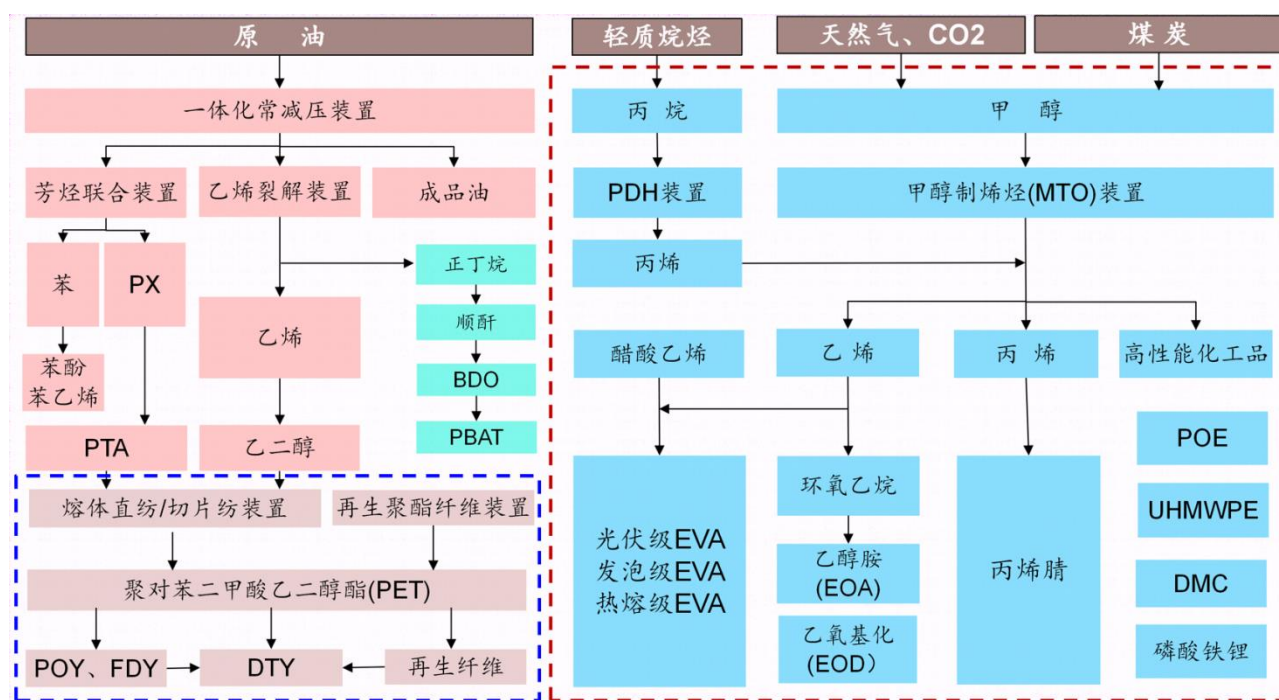 原 油
轻质烷烃
天然气、CO2
煤 炭
一体化常减压装置
丙 烷
甲 醇
芳烃联合装置
乙烯裂解装置
成品油
PDH装置
甲醇制烯烃(MTO)装置
苯
PX
正丁烷
丙烯
乙烯
顺酐
醋酸乙烯
乙 烯
丙 烯
高性能化工品
苯酚
苯乙烯
BDO
PTA
乙二醇
PBAT
POE
熔体直纺/切片纺装置
再生聚酯纤维装置
环氧乙烷
UHMWPE
光伏级EVA
发泡级EVA
热熔级EVA
乙醇胺
(EOA)
丙烯腈
DMC
聚对苯二甲酸乙二醇酯(PET)
乙氧基化
(EOD）
磷酸铁锂
POY、FDY
DTY
再生纤维